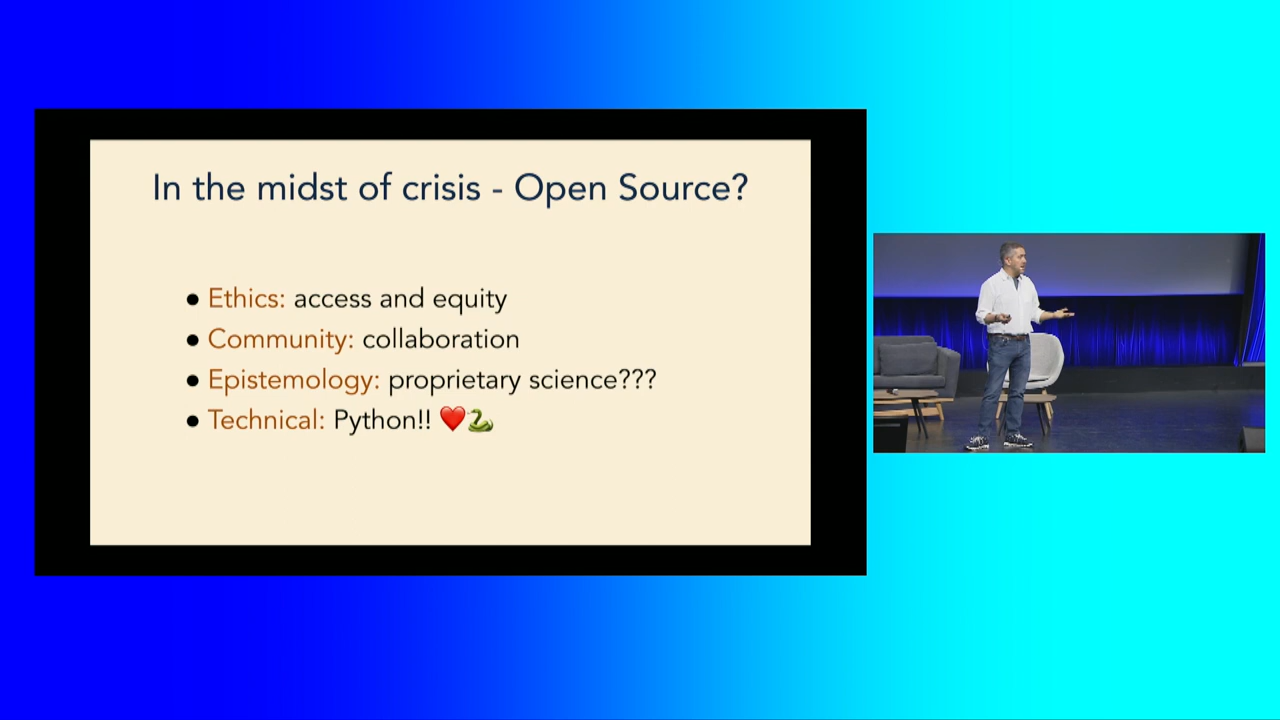 In the midst of crisis - Open Source?
● Ethics: access and equity
● Community: collaboration
● Epistemology: proprietary science???
● Technical: Python!! ❤️🐍